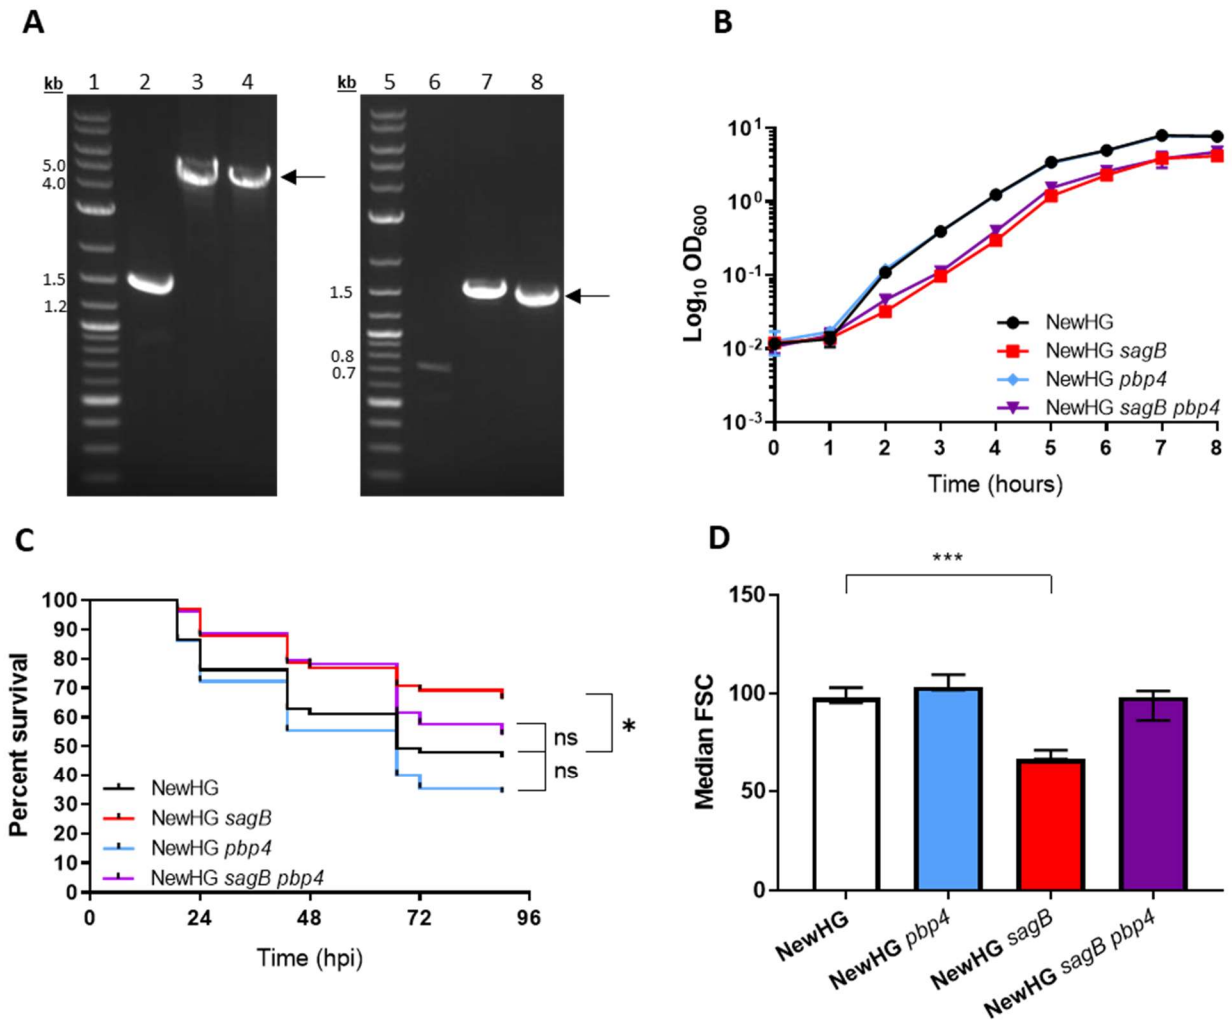 A
kb 1 2 3 4
5.0
4.0
1.5
1.2
kb 5 6 7 8
1.5
0.8
0.7
B
Log10 OD600
10^1
10^0
10^-1
10^-2
10^-3
0 1 2 3 4 5 6 7 8
Time (hours)
NewHG
NewHG sagB
NewHG pbp4
NewHG sagB pbp4
C
Percent survival
100
90
80
70
60
50
40
30
20
10
0
0 24 48 72 96
Time (hpi)
NewHG
NewHG sagB
NewHG pbp4
NewHG sagB pbp4
ns
ns
*
D
***
Median FSC
150
100
50
0
NewHG
NewHG pbp4
NewHG sagB
NewHG sagB pbp4